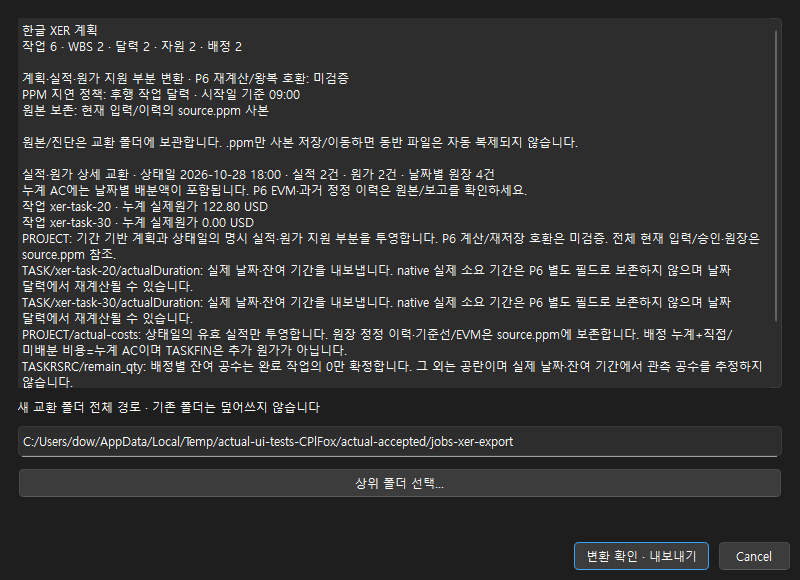 한글 XER 계획
작업 6 · WBS 2 · 달력 2 · 자원 2 · 배정 2
계획·실적·원가 지원 부분 변환 · P6 재계산/왕복 호환: 미검증
PPM 지연 정책: 후행 작업 달력 · 시작일 기준 09:00
원본 보존: 현재 입력/이력의 source.ppm 사본
원본/진단은 교환 폴더에 보관합니다. .ppm만 사본 저장/이동하면 동반 파일은 자동 복제되지 않습니다.
실적·원가 상세 교환 · 상태일 2026-10-28 18:00 · 실적 2건 · 원가 2건 · 날짜별 원장 4건
누계 AC에는 날짜별 배분액이 포함됩니다. P6 EVM·과거 정정 이력은 원본/보고를 확인하세요.
작업 xer-task-20 · 누계 실제원가 122.80 USD
작업 xer-task-30 · 누계 실제원가 0.00 USD
PROJECT: 기간 기반 계획과 상태일의 명시 실적·원가 지원 부분을 투영합니다. P6 계산/재저장 호환은 미검증. 전체 현재 입력/승인·원장은
source.ppm 참조.
TASK/xer-task-20/actualDuration: 실제 날짜·잔여 기간을 내보냅니다. native 실제 소요 기간은 P6 별도 필드로 보존하지 않으며 날짜
달력에서 재계산될 수 있습니다.
TASK/xer-task-30/actualDuration: 실제 날짜·잔여 기간을 내보냅니다. native 실제 소요 기간은 P6 별도 필드로 보존하지 않으며 날짜
달력에서 재계산될 수 있습니다.
PROJECT/actual-costs: 상태일의 유효 실적만 투영합니다. 원장 정정 이력·기준선/EVM은 source.ppm에 보존합니다. 배정 누계+직접/
미배분 비용=누계 AC이며 TASKFIN은 추가 원가가 아닙니다.
TASKRSRC/remain_qty: 배정별 잔여 공수는 완료 작업의 0만 확정합니다. 그 외는 공란이며 실제 날짜·잔여 기간에서 관측 공수를 추정하지
않습니다.
새 교환 폴더 전체 경로 · 기존 폴더는 덮어쓰지 않습니다
C:/Users/dow/AppData/Local/Temp/actual-ui-tests-CPlFox/actual-accepted/jobs-xer-export
상위 폴더 선택...
변환 확인 · 내보내기
Cancel